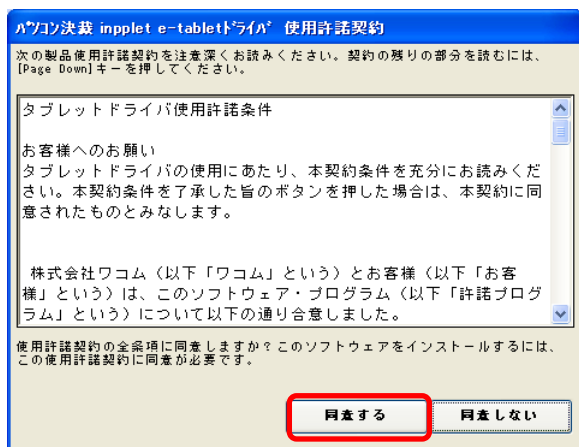 ﾊﾟｿｺﾝ決裁 inpplet e-tabletﾄﾞﾗｲﾊﾞ 使用許諾契約
次の製品使用許諾契約を注意深くお読みください。契約の残りの部分を読むには、
[Page Down]キーを押してください。
タブレットドライバ使用許諾条件
お客様へのお願い
タブレットドライバの使用にあたり、本契約条件を充分にお読みくだ
さい。本契約条件を了承した旨のボタンを押した場合は、本契約に同
意されたものとみなします。
株式会社ワコム（以下「ワコム」という）とお客様（以下「お客
様」という）は、このソフトウェア・プログラム（以下「許諾プログ
ラム」という）について以下の通り合意しました。
使用許諾契約の全条項に同意しますか？このソフトウェアをインストールするには、
この使用許諾契約に同意が必要です。
同意する
同意しない